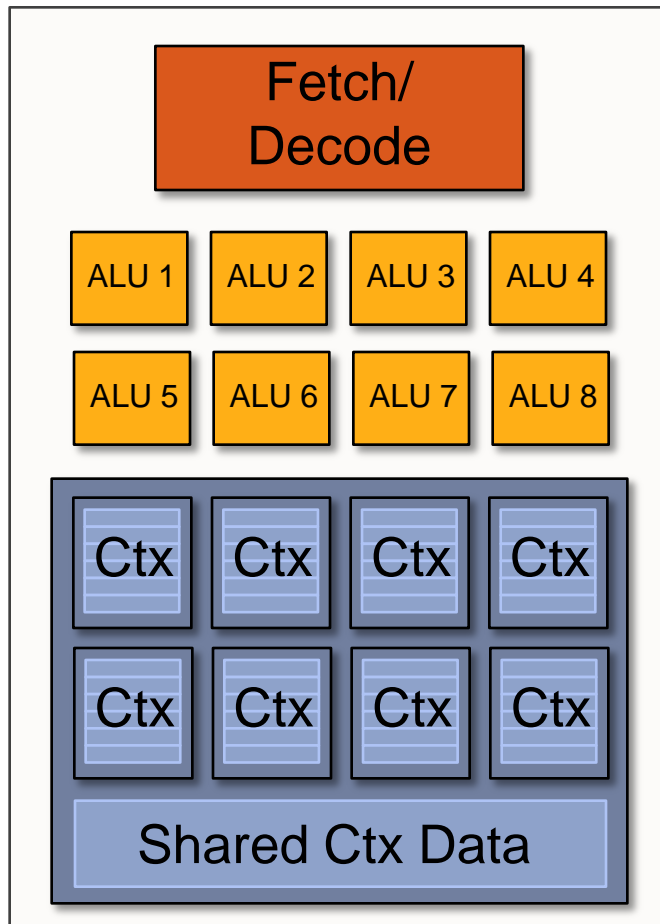 Fetch/
Decode
ALU 1 ALU 2 ALU 3 ALU 4
ALU 5 ALU 6 ALU 7 ALU 8
Ctx Ctx Ctx Ctx
Ctx Ctx Ctx Ctx
Shared Ctx Data